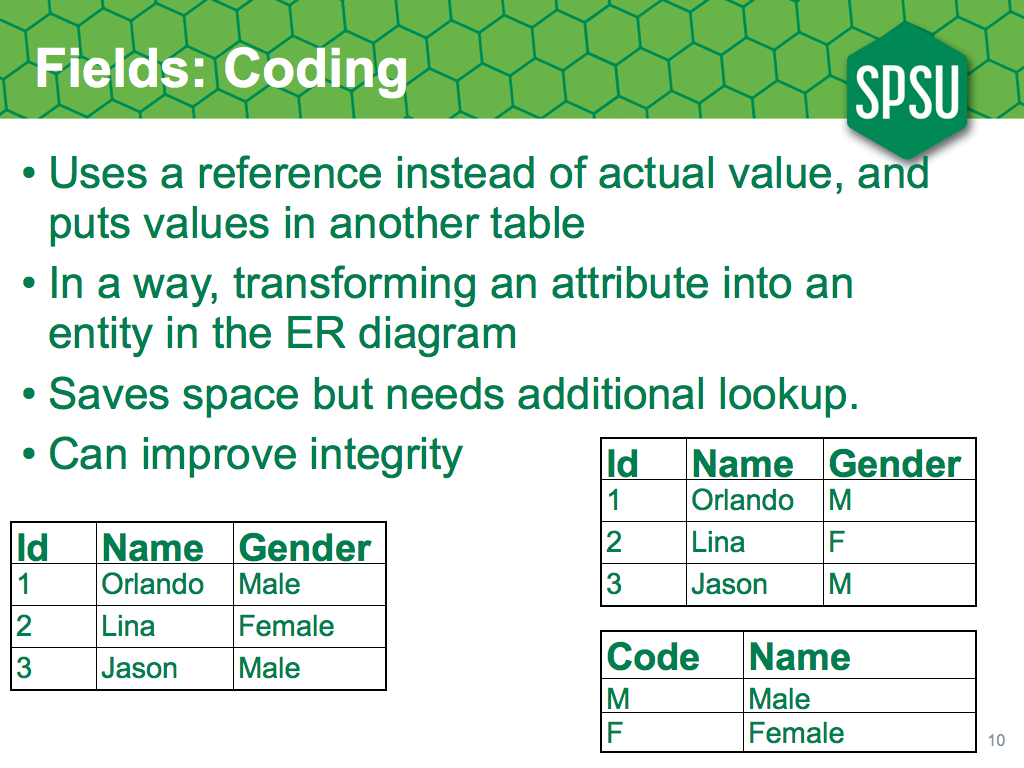 Fields: Coding
SPSU
• Uses a reference instead of actual value, and
puts values in another table
• In a way, transforming an attribute into an
entity in the ER diagram
• Saves space but needs additional lookup.
• Can improve integrity
Id Name Gender
1 Orlando Male
2 Lina Female
3 Jason Male
Id Name Gender
1 Orlando M
2 Lina F
3 Jason M
Code Name
M Male
F Female
10